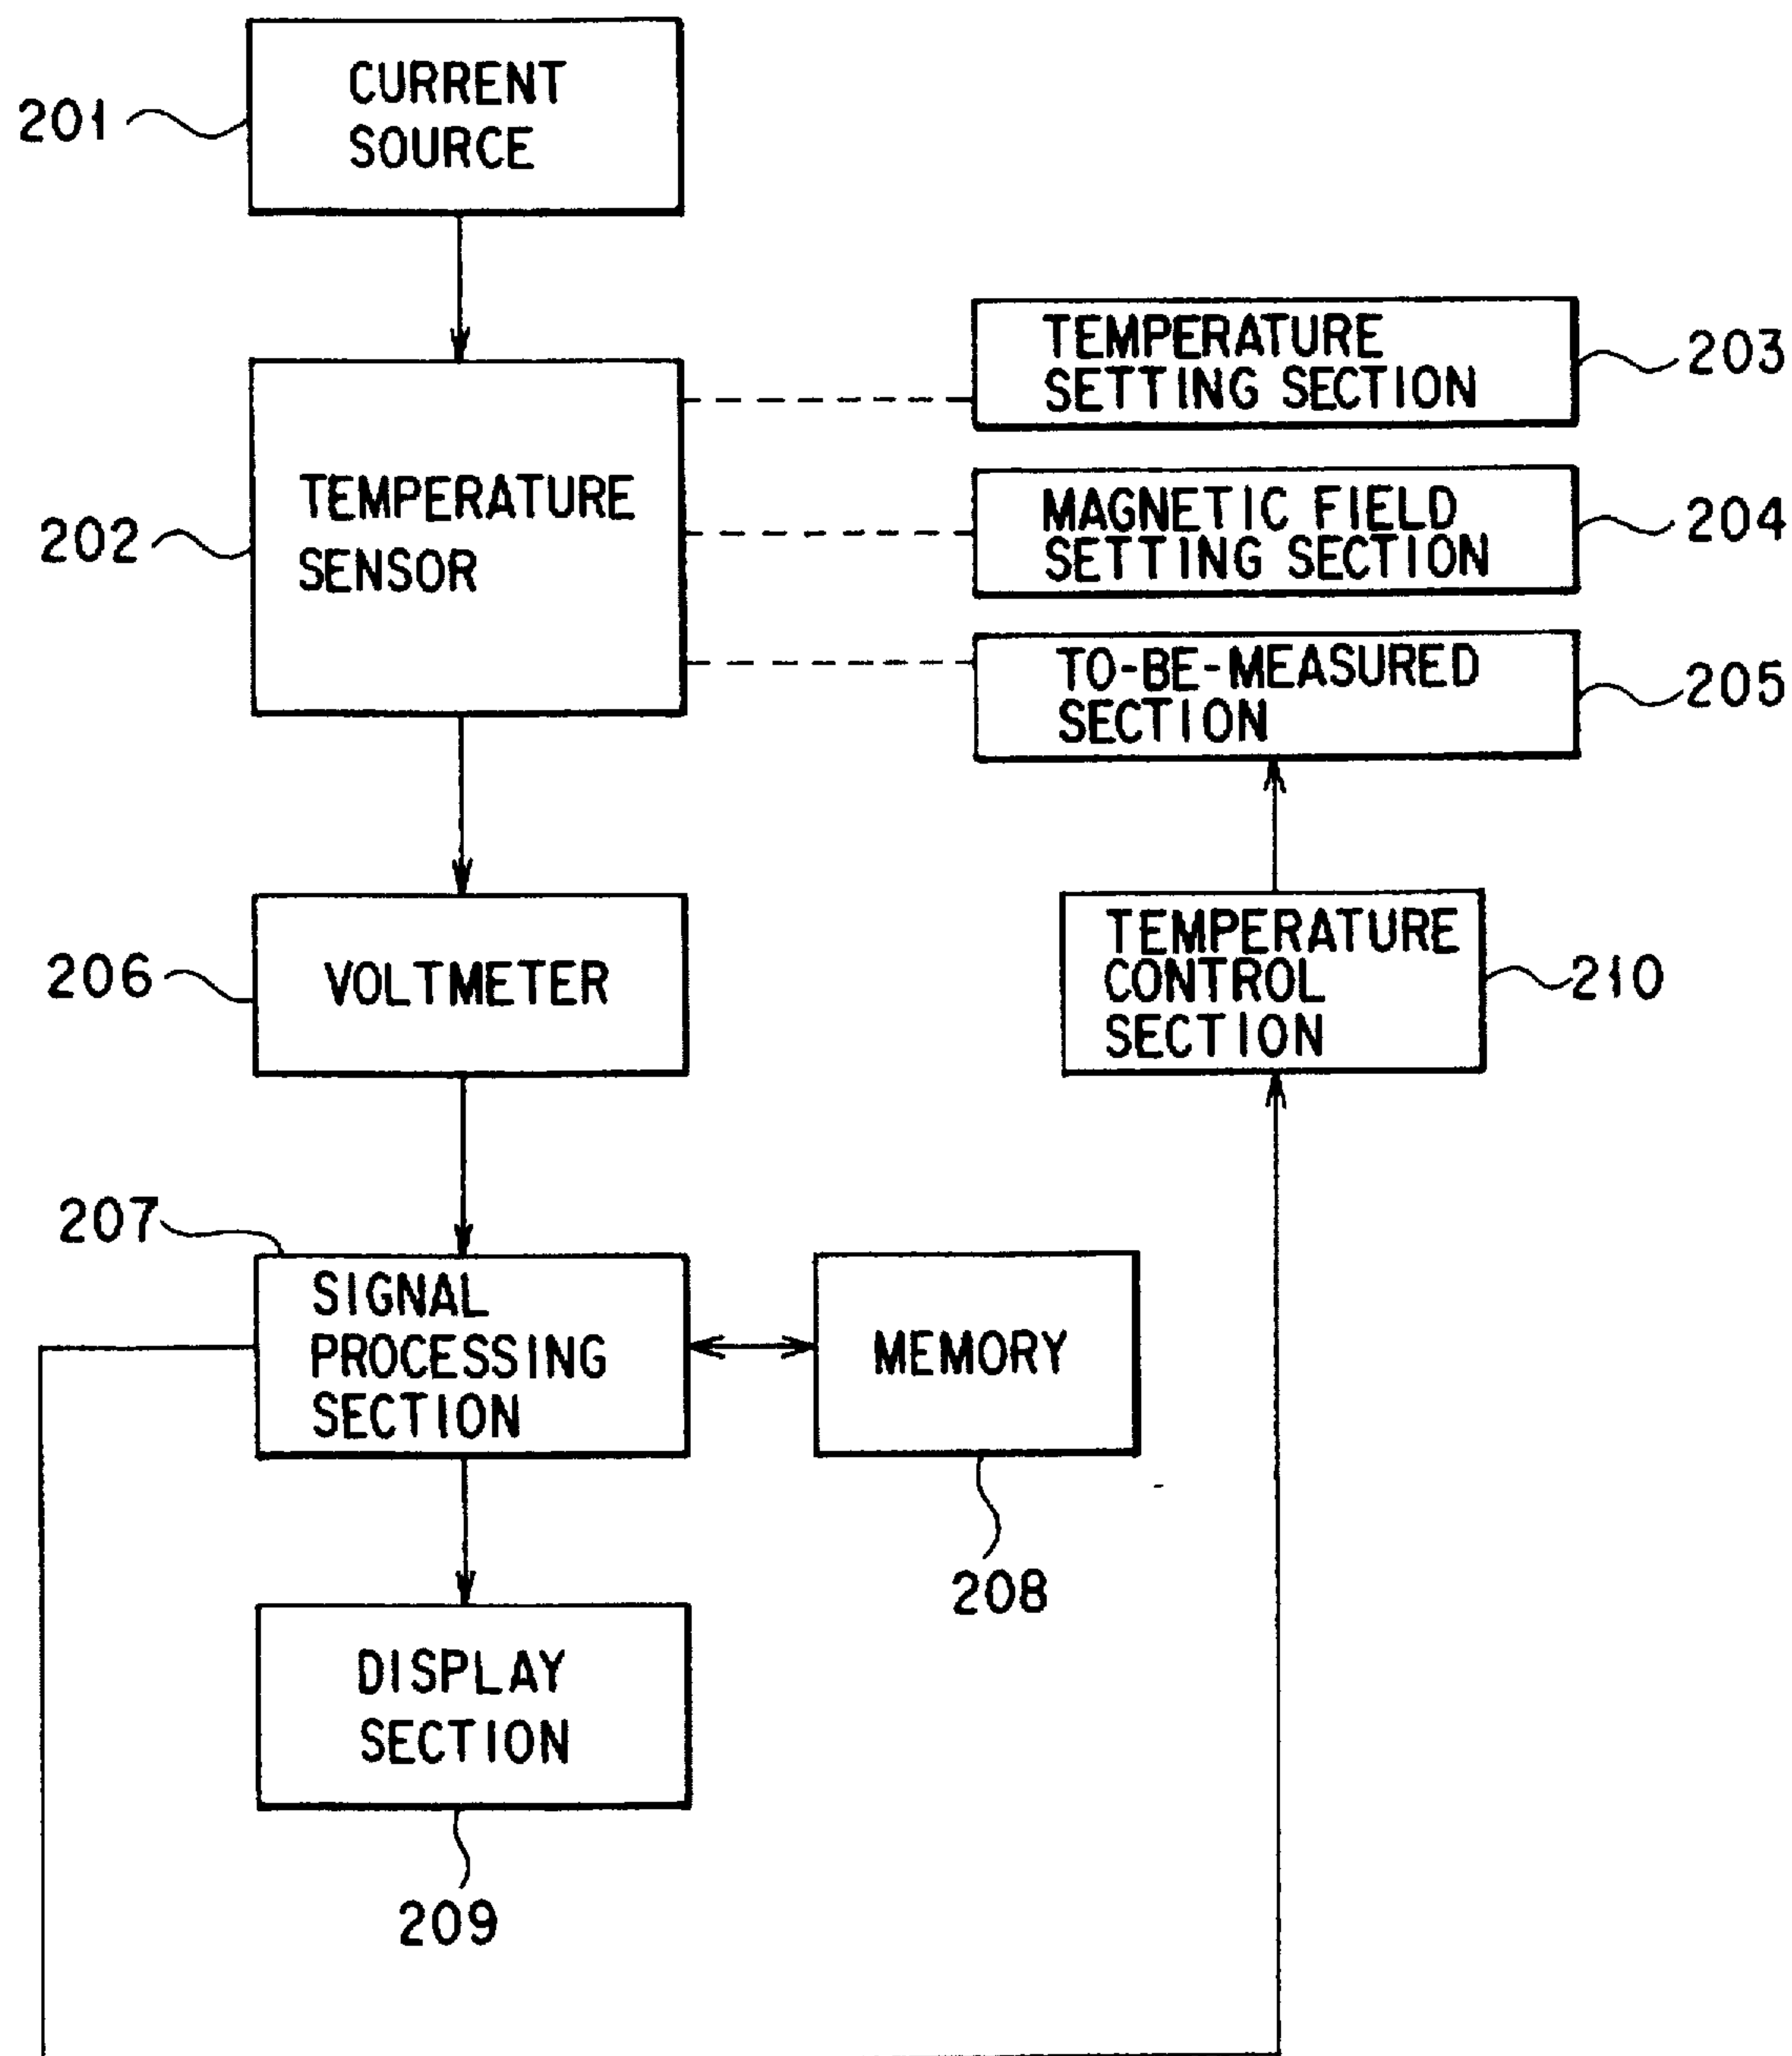 CURRENT
SOURCE
201
TEMPERATURE
SETTING SECTION
203
TEMPERATURE
SENSOR
202
MAGNETIC FIELD
SETTING SECTION
204
TO-BE-MEASURED
SECTION
205
VOLTMETER
206
TEMPERATURE
CONTROL
SECTION
210
207
SIGNAL
PROCESSING
SECTION
MEMORY
208
DISPLAY
SECTION
209